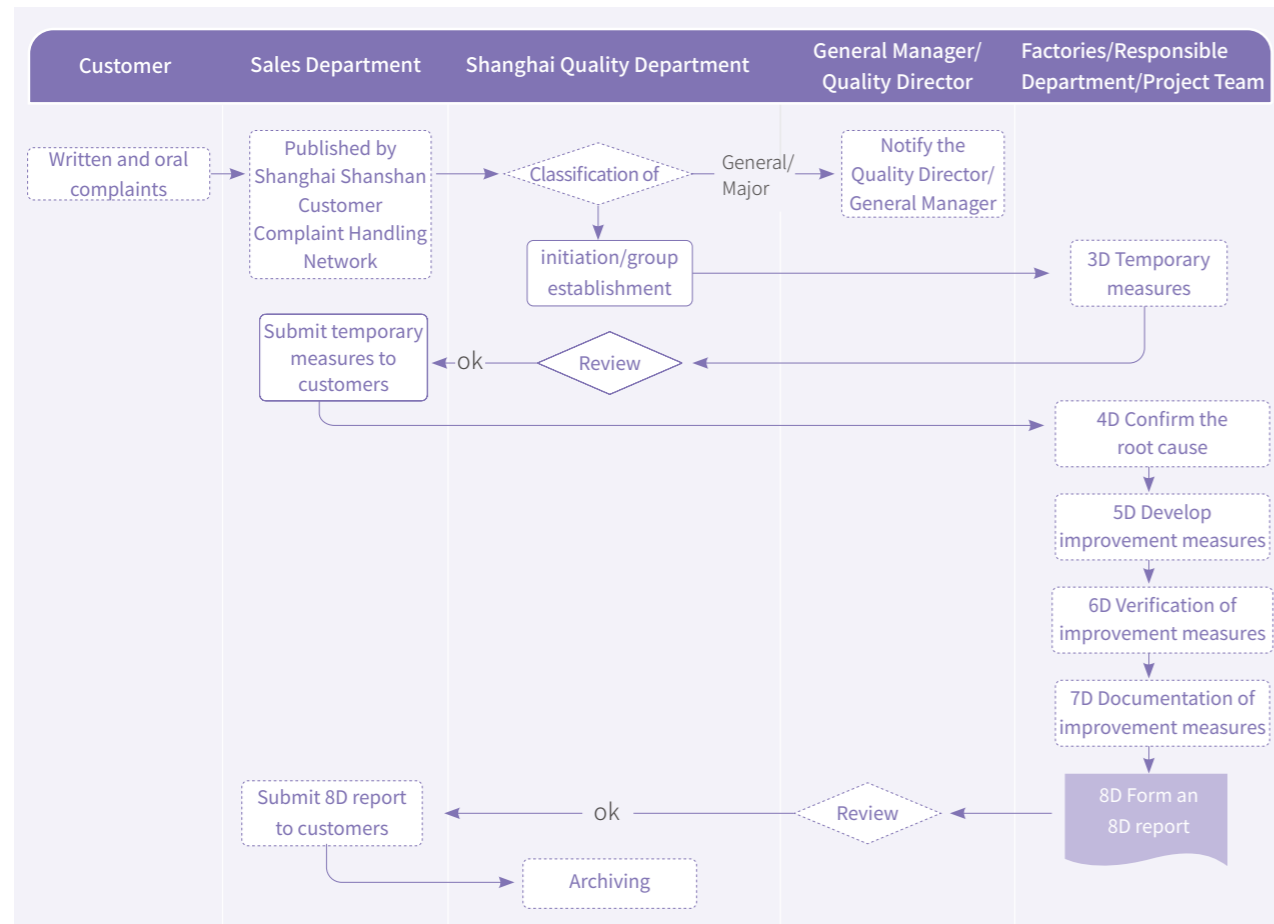 Customer
Sales Department
Shanghai Quality Department
General Manager/
Quality Director
Factories/Responsible
Department/Project Team
Written and oral
complaints
Published by
Shanghai Shanshan
Customer
Complaint Handling
Network
Classification of
General/
Major
Notify the
Quality Director/
General Manager
initiation/group
establishment
3D Temporary
measures
Submit temporary
measures to
customers
ok
Review
4D Confirm the
root cause
5D Develop
improvement measures
6D Verification of
improvement measures
7D Documentation of
improvement measures
Submit 8D report
to customers
ok
Review
8D Form an
8D report
Archiving